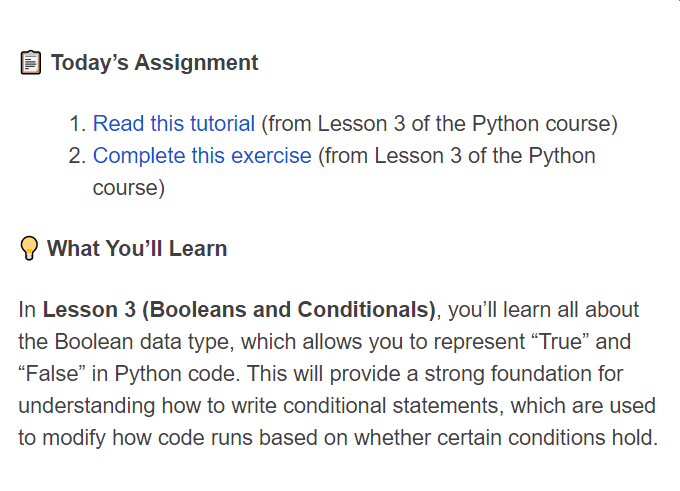 📋 Today’s Assignment
1. Read this tutorial (from Lesson 3 of the Python course)
2. Complete this exercise (from Lesson 3 of the Python
course)
💡 What You’ll Learn
In Lesson 3 (Booleans and Conditionals), you’ll learn all about
the Boolean data type, which allows you to represent “True” and
“False” in Python code. This will provide a strong foundation for
understanding how to write conditional statements, which are used
to modify how code runs based on whether certain conditions hold.